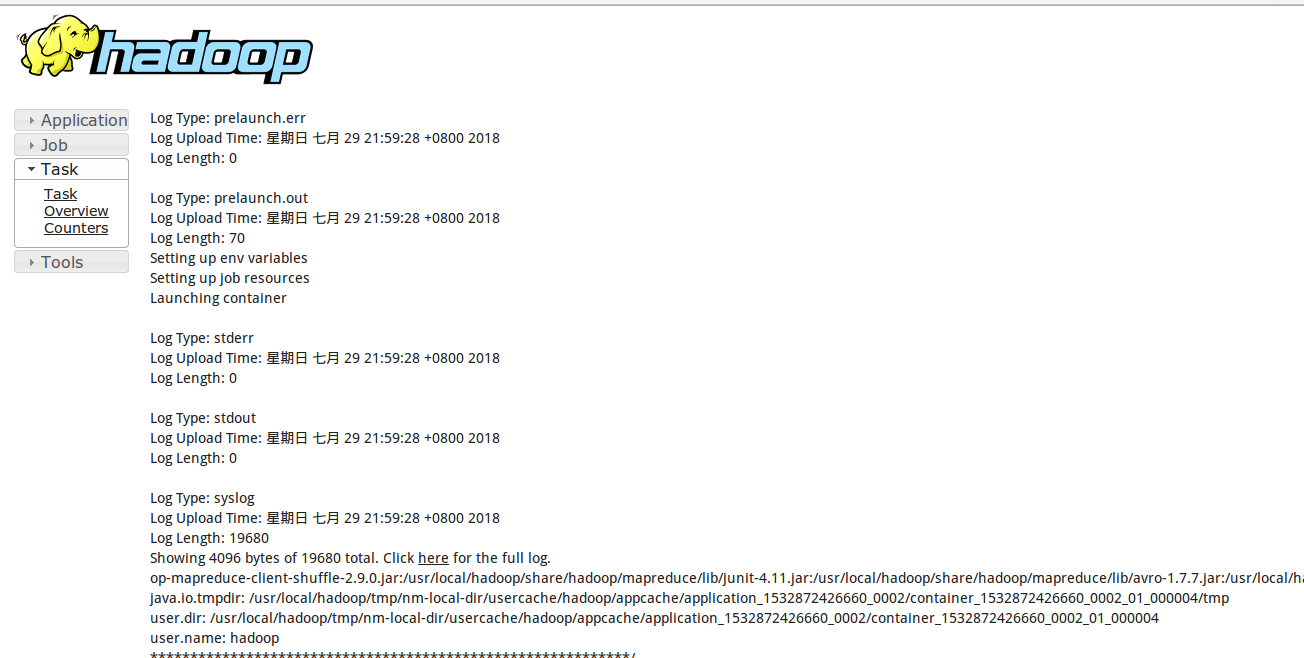 hadoop
Application
Job
Task
Task
Overview
Counters
Tools
Log Type: prelaunch.err
Log Upload Time: 星期日 七月 29 21:59:28 +0800 2018
Log Length: 0
Log Type: prelaunch.out
Log Upload Time: 星期日 七月 29 21:59:28 +0800 2018
Log Length: 70
Setting up env variables
Setting up job resources
Launching container
Log Type: stderr
Log Upload Time: 星期日 七月 29 21:59:28 +0800 2018
Log Length: 0
Log Type: stdout
Log Upload Time: 星期日 七月 29 21:59:28 +0800 2018
Log Length: 0
Log Type: syslog
Log Upload Time: 星期日 七月 29 21:59:28 +0800 2018
Log Length: 19680
Showing 4096 bytes of 19680 total. Click here for the full log.
op-mapreduce-client-shuffle-2.9.0.jar:/usr/local/hadoop/share/hadoop/mapreduce/lib/junit-4.11.jar:/usr/local/hadoop/share/hadoop/mapreduce/lib/avro-1.7.7.jar:/usr/local/h
java.io.tmpdir: /usr/local/hadoop/tmp/nm-local-dir/usercache/hadoop/appcache/application_1532872426660_0002/container_1532872426660_0002_01_000004/tmp
user.dir: /usr/local/hadoop/tmp/nm-local-dir/usercache/hadoop/appcache/application_1532872426660_0002/container_1532872426660_0002_01_000004
user.name: hadoop
************************************************************/